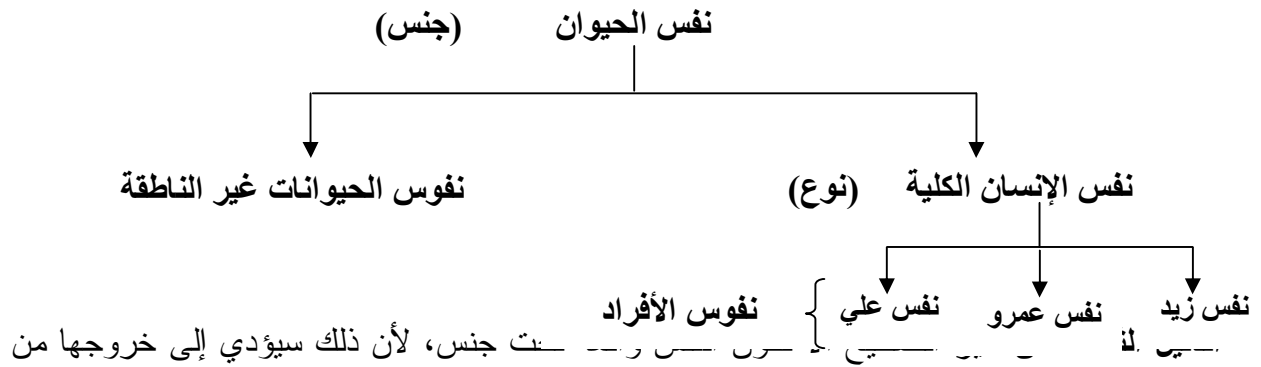 نفس الحيوان (جنس)
نفس الإنسان الكلية (نوع)
نفوس الحيوانات غير الناطقة
نفس زيد
نفس عمرو
نفس علي
نفوس الأفراد
جنس، لأن ذلك سيؤدي إلى خروجها من